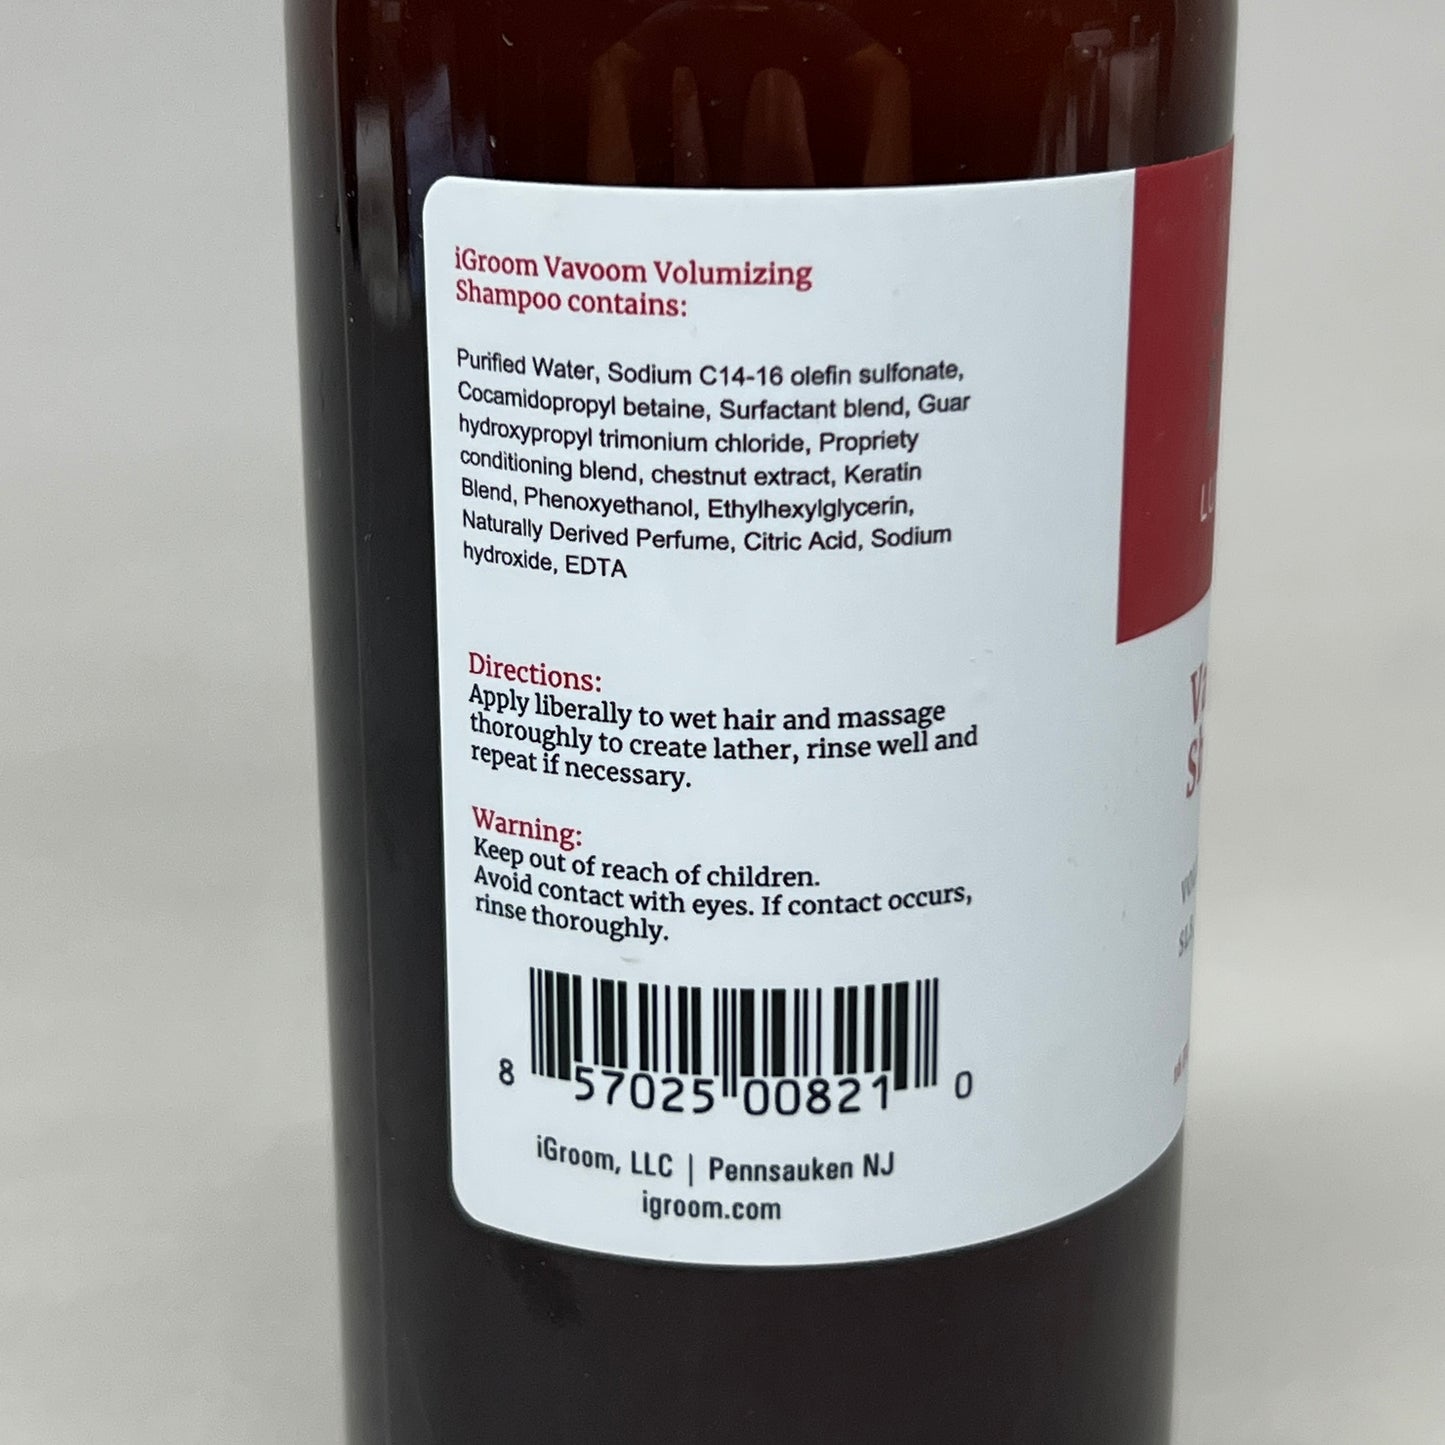 iGroom Vavoom Volumizing
Shampoo contains:
Purified Water, Sodium C14-16 olefin sulfonate,
Cocamidopropyl betaine, Surfactant blend, Guar
hydroxypropyl trimonium chloride, Propriety
conditioning blend, chestnut extract, Keratin
Blend, Phenoxyethanol, Ethylhexylglycerin,
Naturally Derived Perfume, Citric Acid, Sodium
hydroxide, EDTA
Directions:
Apply liberally to wet hair and massage
thoroughly to create lather, rinse well and
repeat if necessary.
Warning:
Keep out of reach of children.
Avoid contact with eyes. If contact occurs,
rinse thoroughly.
8 57025 00821 0
iGroom, LLC | Pennsauken NJ
igroom.com